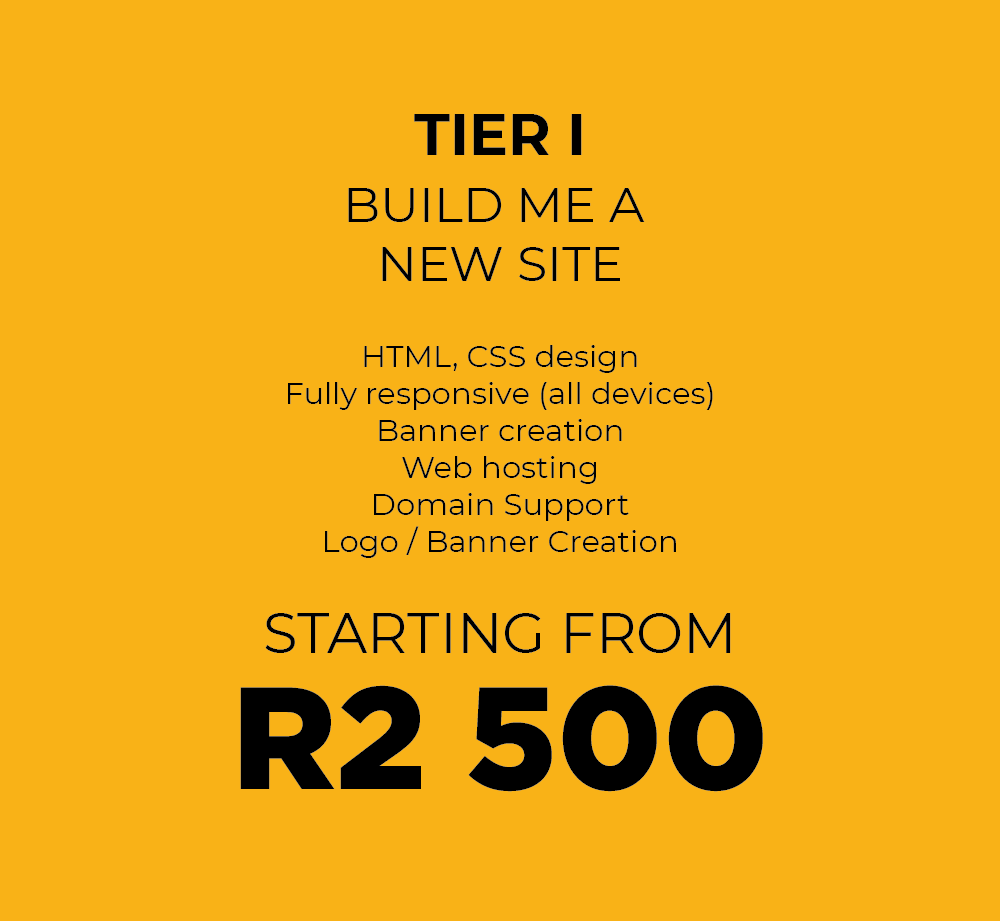 TIER I
BUILD ME A
NEW SITE
HTML, CSS design
Fully responsive (all devices)
Banner creation
Web hosting
Domain Support
Logo / Banner Creation
STARTING FROM
R2 500